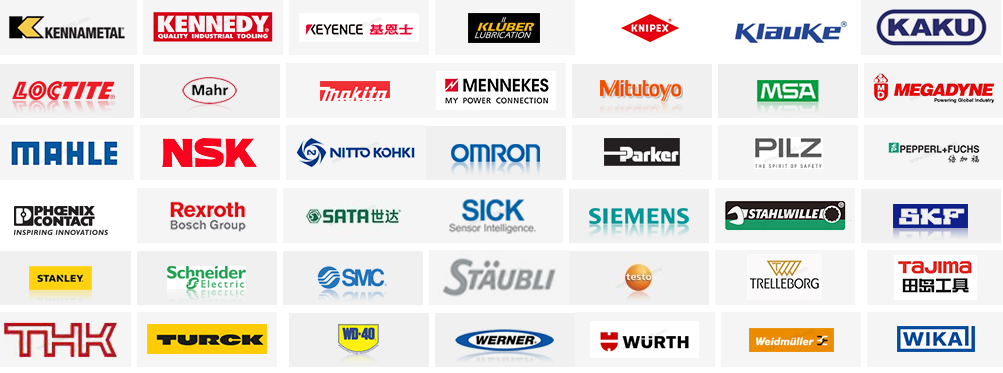 KENNAMETAL
KENNEDY
QUALITY INDUSTRIAL TOOLING
KEYENCE 基恩士
KLÜBER
LUBRICATION
KNIPEX
Klauke
KAKU
LOCTITE
Mahr
makita
MENNEKES
MY POWER CONNECTION
Mitutoyo
MSA
IND
MEGADYNE
Powering Global Industry
MAHLE
NSK
NITTO KOHKI
OMRON
Parker
PILZ
THE SPIRIT OF SAFETY
PEPPERL+FUCHS
倍加福
PHŒNIX
CONTACT
INSPIRING INNOVATIONS
Rexroth
Bosch Group
SATA世达
SICK
Sensor Intelligence.
SIEMENS
STAHLWILLE
SKF
STANLEY
Schneider
Electric
SMC
STÄUBLI
testo
TRELLEBORG
TAJIMA
田岛工具
THK
TURCK
WD-40
WERNER
WÜRTH
Weidmüller
WIKA